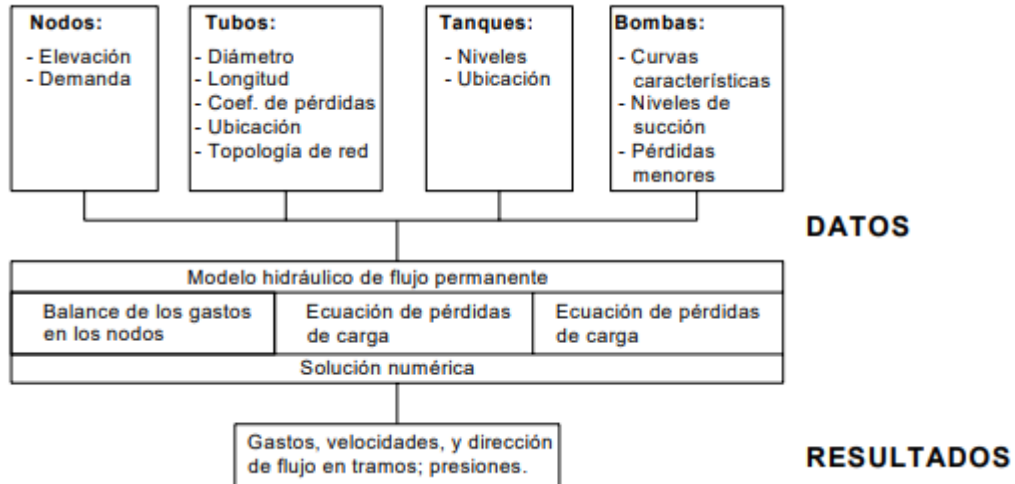 Nodos:
- Elevación
- Demanda
Tubos:
- Diámetro
- Longitud
- Coef. de pérdidas
- Ubicación
- Topología de red
Tanques:
- Niveles
- Ubicación
Bombas:
- Curvas
características
- Niveles de
succión
- Pérdidas
menores
DATOS
Modelo hidráulico de flujo permanente
Balance de los gastos
en los nodos
Ecuación de pérdidas
de carga
Ecuación de pérdidas
de carga
Solución numérica
Gastos, velocidades, y dirección
de flujo en tramos; presiones.
RESULTADOS